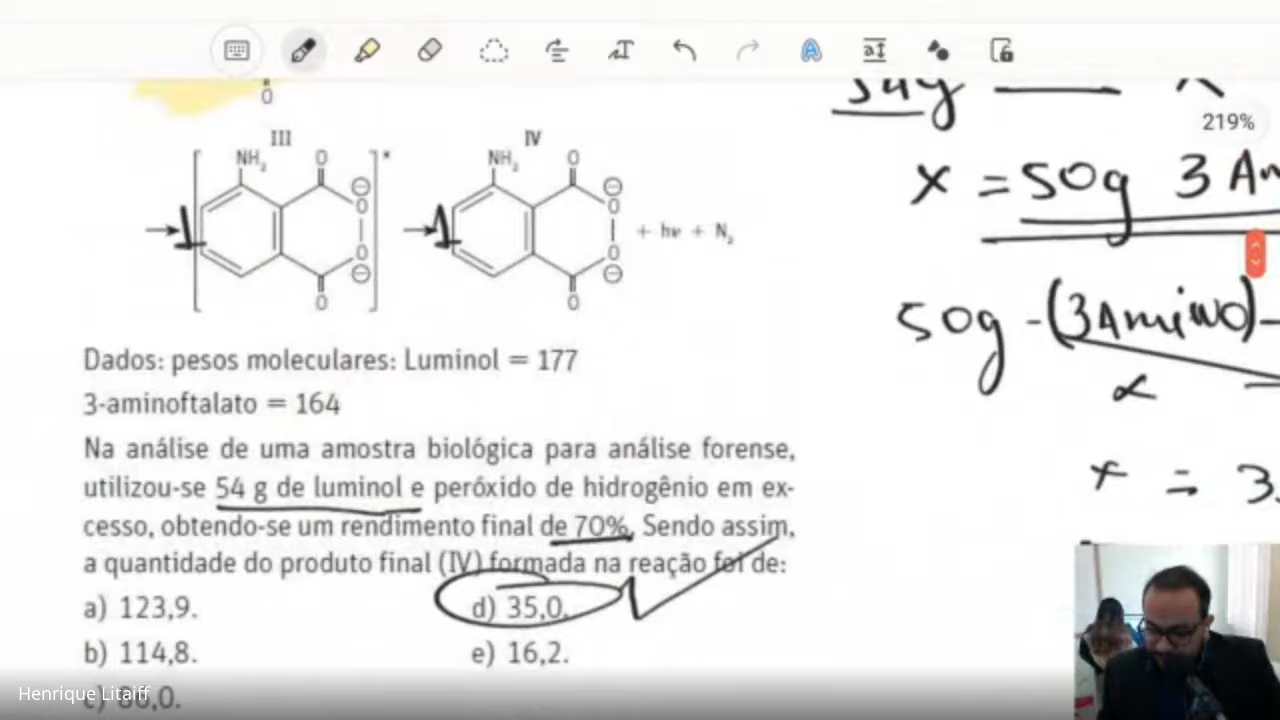 54g
219%
O
III
IV
NH₂ O
NH₂ O
x = 50g 3 Am
⊖
⊖
O
O
1
1
+ hν + N₂
O
O
⊖
⊖
O
O
50g - (3Amino) -
Dados: pesos moleculares: Luminol = 177
3-aminoftalato = 164
Na análise de uma amostra biológica para análise forense,
utilizou-se 54 g de luminol e peróxido de hidrogênio em ex-
cesso, obtendo-se um rendimento final de 70%. Sendo assim,
a quantidade do produto final (IV) formada na reação foi de:
a) 123,9.
d) 35,0.
b) 114,8.
e) 16,2.
Henrique Litaiff